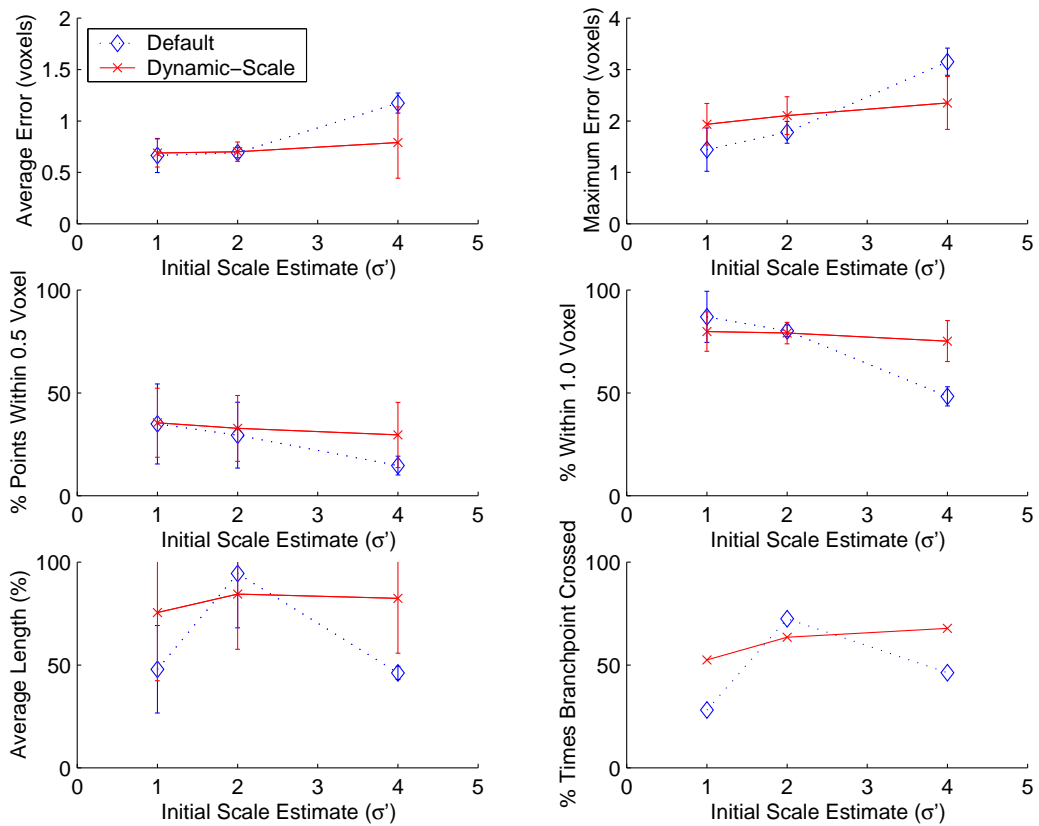 Average Error (voxels)
2
1.5
1
0.5
0
Default
Dynamic−Scale
0 1 2 3 4 5
Initial Scale Estimate (σ’)
Maximum Error (voxels)
4
3
2
1
0
0 1 2 3 4 5
Initial Scale Estimate (σ’)
% Points Within 0.5 Voxel
100
50
0
0 1 2 3 4 5
Initial Scale Estimate (σ’)
% Within 1.0 Voxel
100
50
0
0 1 2 3 4 5
Initial Scale Estimate (σ’)
Average Length (%)
100
50
0
0 1 2 3 4 5
Initial Scale Estimate (σ’)
% Times Branchpoint Crossed
100
50
0
0 1 2 3 4 5
Initial Scale Estimate (σ’)